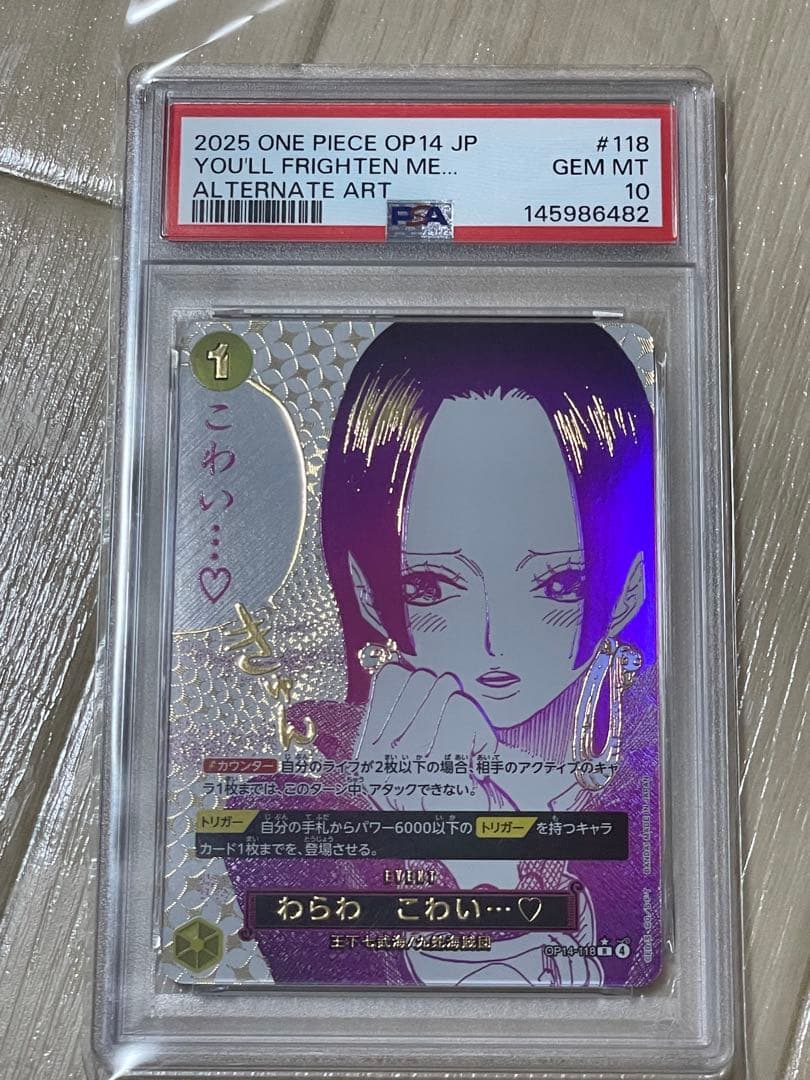 2025 ONE PIECE OP14 JP #118
YOU'LL FRIGHTEN ME... GEM MT
ALTERNATE ART 10
PSA 145986482
1
こわい…♡
きゅん
カウンター 自分のライフが2枚以下の場合、相手のアクティブのキャ
ラ1枚までは、このターン中、アタックできない。
トリガー 自分の手札からパワー6000以下の トリガー を持つキャラ
カード1枚までを、登場させる。
EVENT
わらわ こわい…♡
王下七武海/九蛇海賊団
OP14-118 R 4
BANDAI MADE IN JAPAN